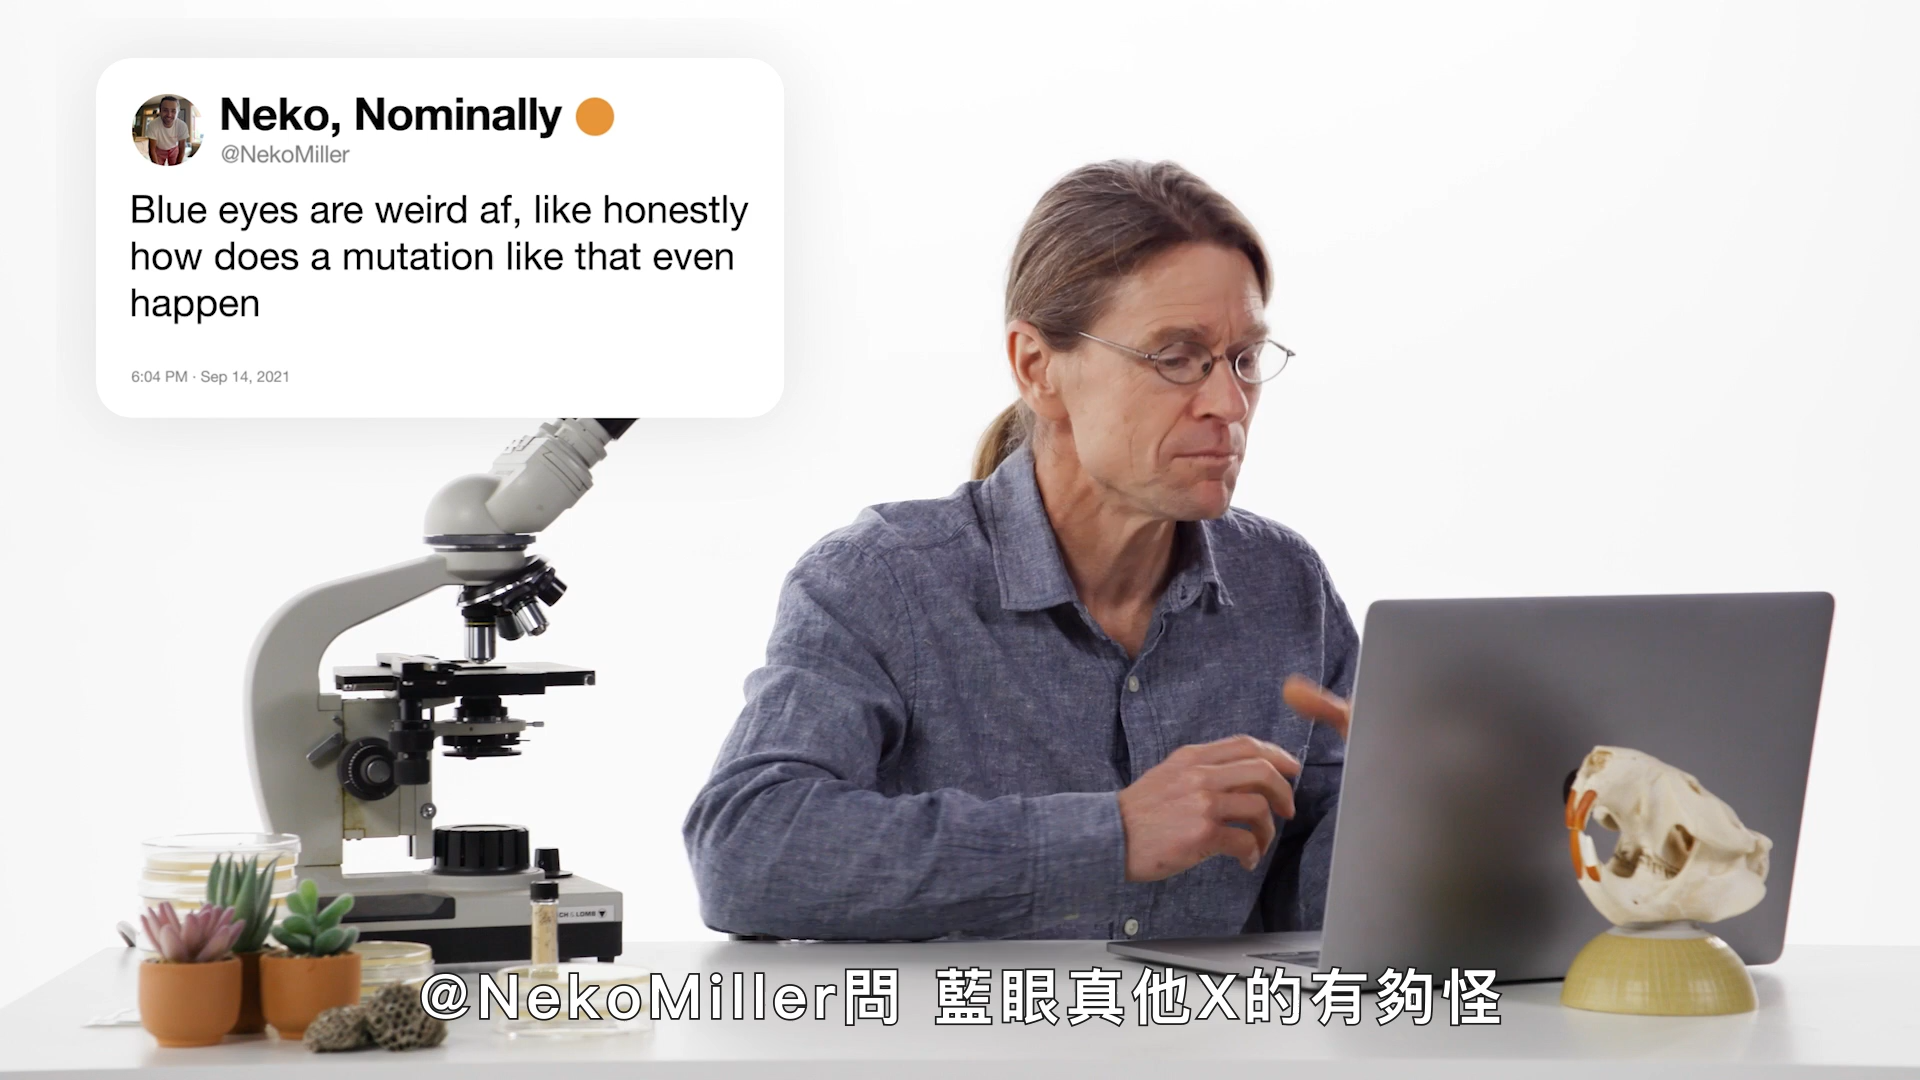 Neko, Nominally
@NekoMiller
Blue eyes are weird af, like honestly
how does a mutation like that even
happen
6:04 PM · Sep 14, 2021
CH & LOMB
@NekoMiller問 藍眼真他X的有夠怪